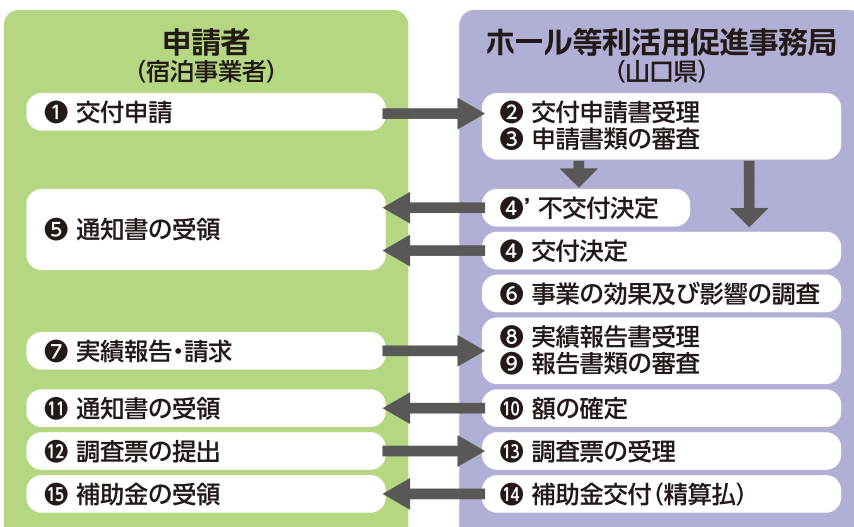 申請者
(宿泊事業者)
❶ 交付申請
❺ 通知書の受領
❼ 実績報告・請求
⓫ 通知書の受領
⓬ 調査票の提出
⓯ 補助金の受領
ホール等利活用促進事務局
(山口県)
❷ 交付申請書受理
❸ 申請書類の審査
❹’ 不交付決定
❹ 交付決定
❻ 事業の効果及び影響の調査
❽ 実績報告書受理
❾ 報告書類の審査
❿ 額の確定
⓭ 調査票の受理
⓮ 補助金交付(精算払)